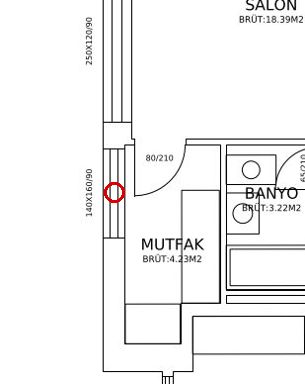 SALON
BRÜT:18.39M2
250X120/90
80/210
65/210
140X160/90
BANYO
BRÜT:3.22M2
MUTFAK
BRÜT:4.23M2